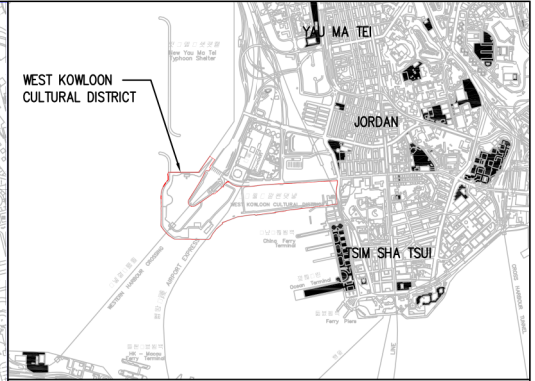 YAU MA TEI
New Yau Ma Tei
Typhoon Shelter
WEST KOWLOON
CULTURAL DISTRICT
JORDAN
WEST KOWLOON CULTURAL DISTRICT
China Ferry
Terminal
TSIM SHA TSUI
WESTERN HARBOUR CROSSING
AIRPORT EXPRESS
Ocean Terminal
CROSS HARBOUR TUNNEL
Ferry Piers
HK - Macau
Ferry Terminal
LINE